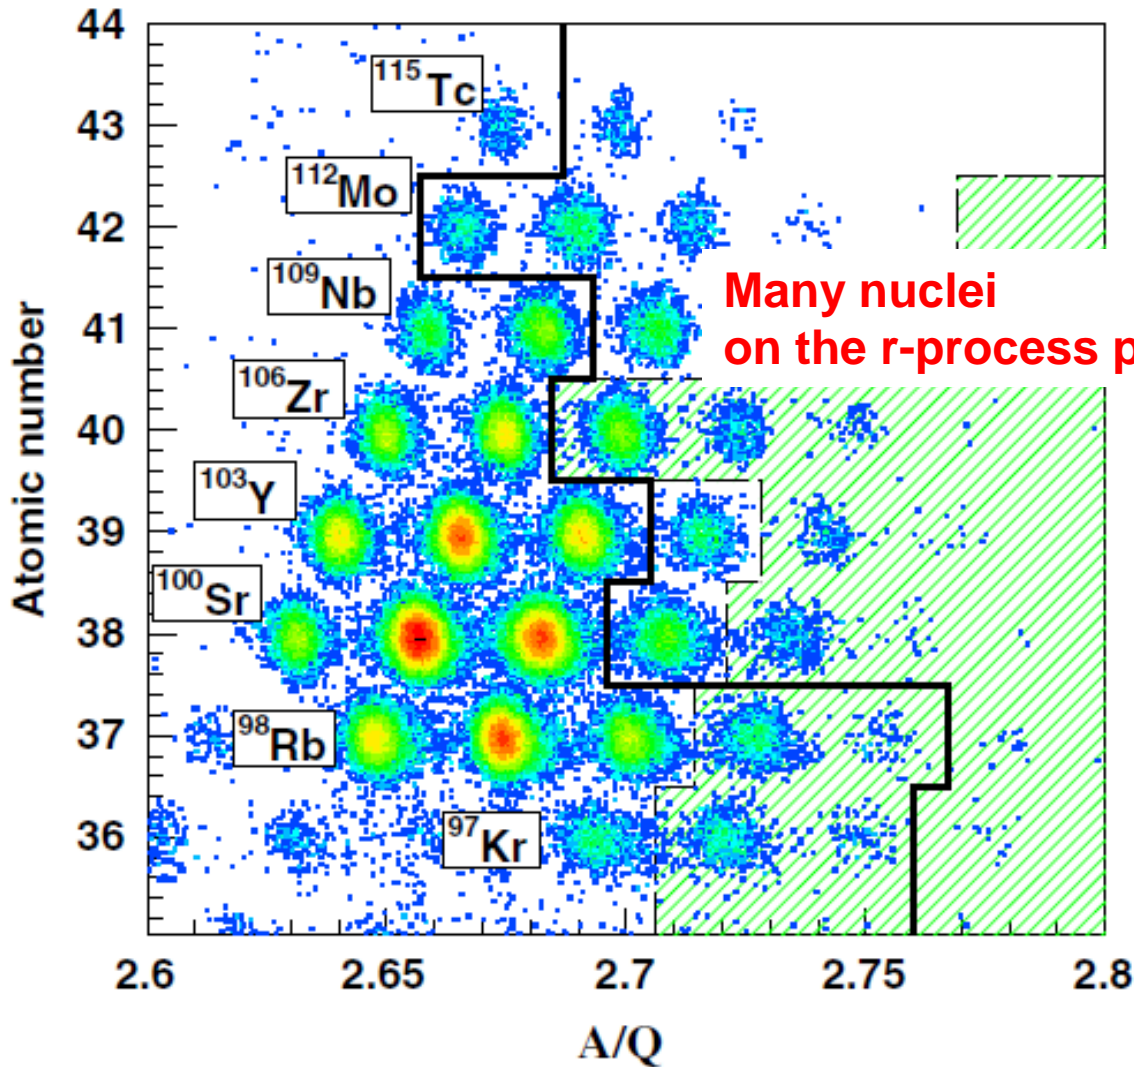 44
43
42
41
40
39
38
37
36
Atomic number
115Tc
112Mo
109Nb
106Zr
103Y
100Sr
98Rb
97Kr
Many nuclei
on the r-process p
2.6 2.65 2.7 2.75 2.8
A/Q